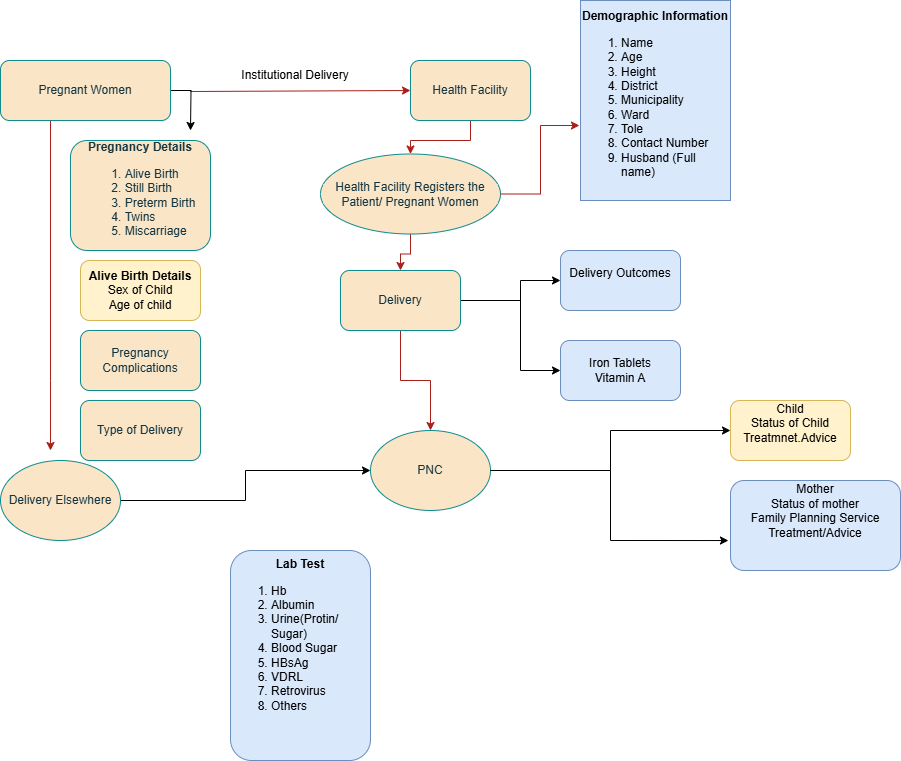 Demographic Information
1. Name
2. Age
3. Height
4. District
5. Municipality
6. Ward
7. Tole
8. Contact Number
9. Husband (Full
name)
Institutional Delivery
Pregnant Women
Health Facility
Pregnancy Details
1. Alive Birth
2. Still Birth
3. Preterm Birth
4. Twins
5. Miscarriage
Health Facility Registers the
Patient/ Pregnant Women
Alive Birth Details
Sex of Child
Age of child
Delivery
Delivery Outcomes
Pregnancy
Complications
Iron Tablets
Vitamin A
Type of Delivery
Child
Status of Child
Treatmnet.Advice
Delivery Elsewhere
PNC
Mother
Status of mother
Family Planning Service
Treatment/Advice
Lab Test
1. Hb
2. Albumin
3. Urine(Protin/
Sugar)
4. Blood Sugar
5. HBsAg
6. VDRL
7. Retrovirus
8. Others